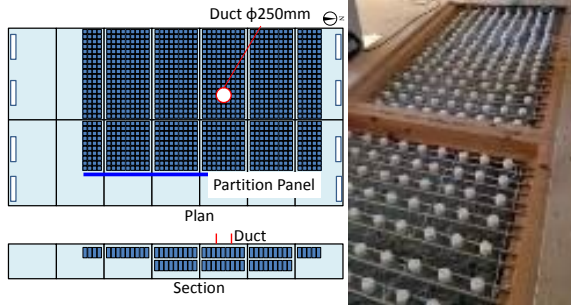 Duct ϕ250mm
N
Partition Panel
Plan
Duct
Section